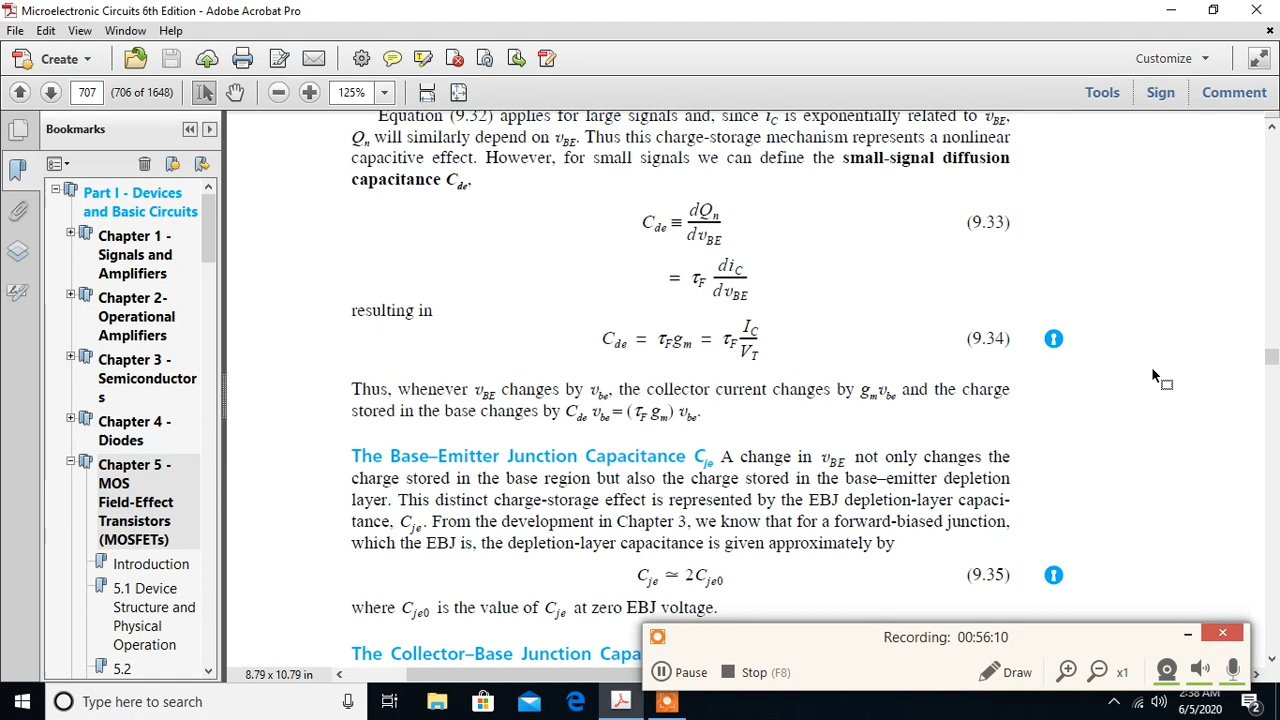 Microelectronic Circuits 6th Edition - Adobe Acrobat Pro
File Edit View Window Help
Create
Customize
707 (706 of 1648)
125%
Tools Sign Comment
Bookmarks
Part I - Devices
and Basic Circuits
Chapter 1 -
Signals and
Amplifiers
Chapter 2-
Operational
Amplifiers
Chapter 3 -
Semiconductor
s
Chapter 4 -
Diodes
Chapter 5 -
MOS
Field-Effect
Transistors
(MOSFETs)
Introduction
5.1 Device
Structure and
Physical
Operation
5.2
Equation (9.32) applies for large signals and, since i_C is exponentially related to v_BE,
Q_n will similarly depend on v_BE. Thus this charge-storage mechanism represents a nonlinear
capacitive effect. However, for small signals we can define the small-signal diffusion
capacitance C_de,
C_de ≡ dQ_n/dv_BE (9.33)
= τ_F di_C/dv_BE
resulting in
C_de = τ_F g_m = τ_F I_C/V_T (9.34)
Thus, whenever v_BE changes by v_be, the collector current changes by g_m v_be and the charge
stored in the base changes by C_de v_be = (τ_F g_m) v_be.
The Base–Emitter Junction Capacitance C_je A change in v_BE not only changes the
charge stored in the base region but also the charge stored in the base–emitter depletion
layer. This distinct charge-storage effect is represented by the EBJ depletion-layer capaci-
tance, C_je. From the development in Chapter 3, we know that for a forward-biased junction,
which the EBJ is, the depletion-layer capacitance is given approximately by
C_je ≃ 2C_je0 (9.35)
where C_je0 is the value of C_je at zero EBJ voltage.
The Collector–Base Junction Capa
8.79 x 10.79 in
Recording: 00:56:10
Pause Stop (F8) Draw x1
Type here to search
2:38 AM
6/5/2020
2